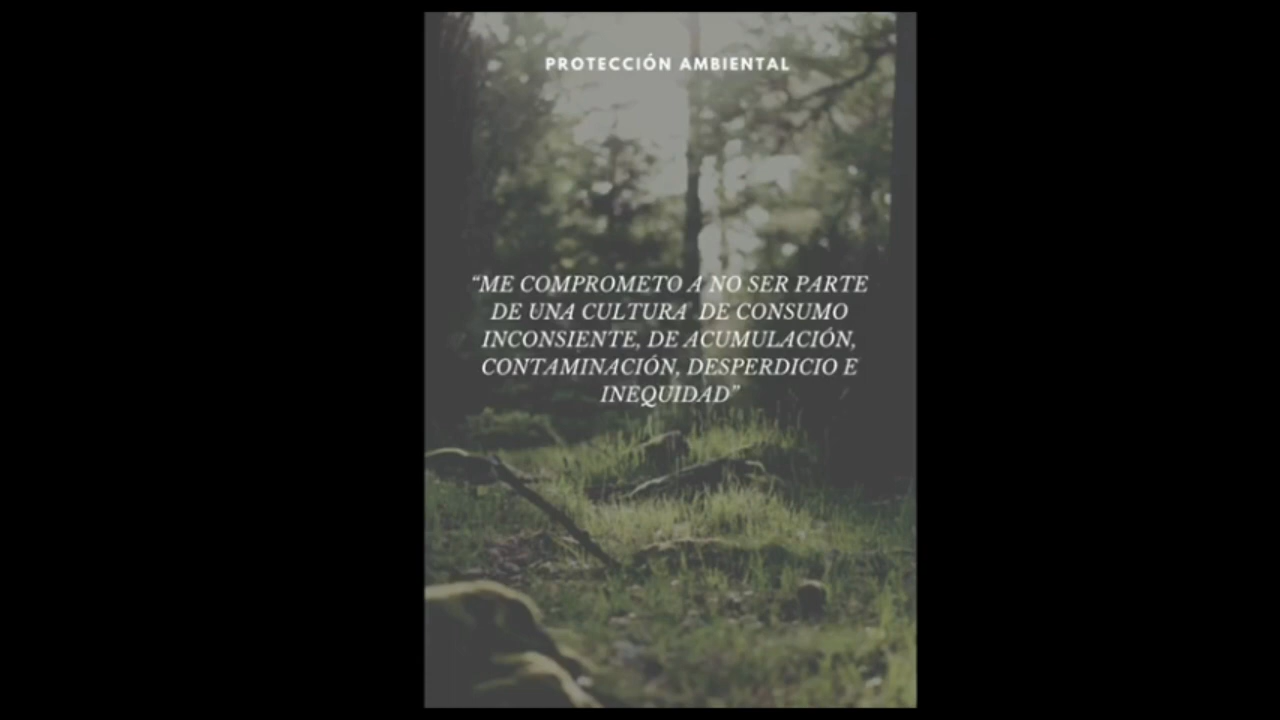 PROTECCIÓN AMBIENTAL
“ME COMPROMETO A NO SER PARTE
DE UNA CULTURA DE CONSUMO
INCONSIENTE, DE ACUMULACIÓN,
CONTAMINACIÓN, DESPERDICIO E
INEQUIDAD”